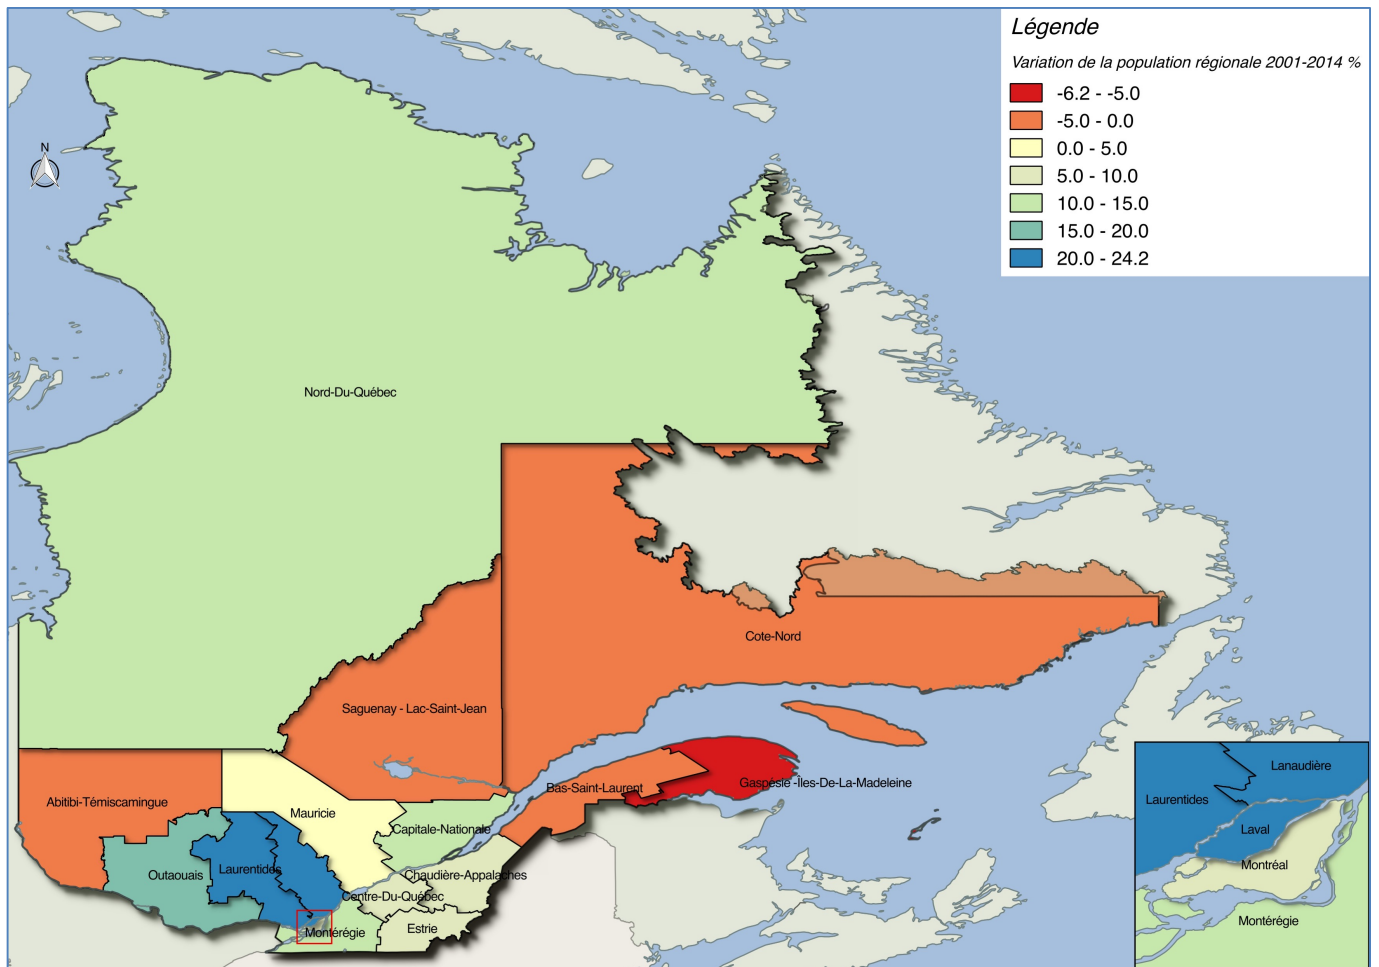 Légende
Variation de la population régionale 2001-2014 %
-6.2 - -5.0
-5.0 - 0.0
0.0 - 5.0
5.0 - 10.0
10.0 - 15.0
15.0 - 20.0
20.0 - 24.2
N
Nord-Du-Québec
Cote-Nord
Saguenay - Lac-Saint-Jean
Gaspésie -Îles-De-La-Madeleine
Bas-Saint-Laurent
Abitibi-Témiscamingue
Mauricie
Capitale-Nationale
Outaouais
Laurentides
Chaudière-Appalaches
Centre-Du-Québec
Estrie
Montérégie
Lanaudière
Laurentides
Laval
Montréal
Montérégie